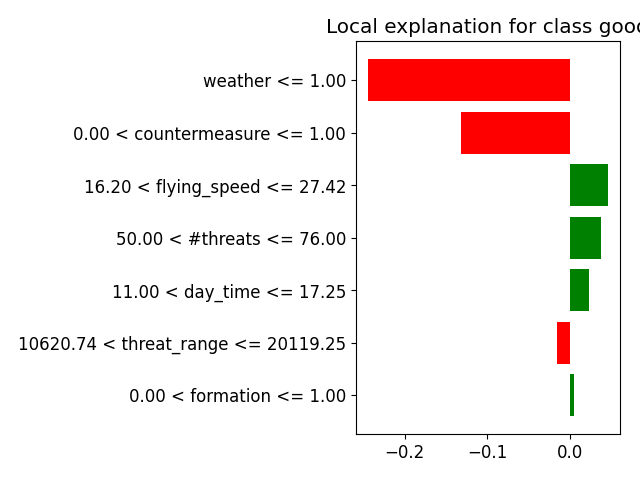 Local explanation for class good
weather <= 1.00
0.00 < countermeasure <= 1.00
16.20 < flying_speed <= 27.42
50.00 < #threats <= 76.00
11.00 < day_time <= 17.25
10620.74 < threat_range <= 20119.25
0.00 < formation <= 1.00
−0.2 −0.1 0.0